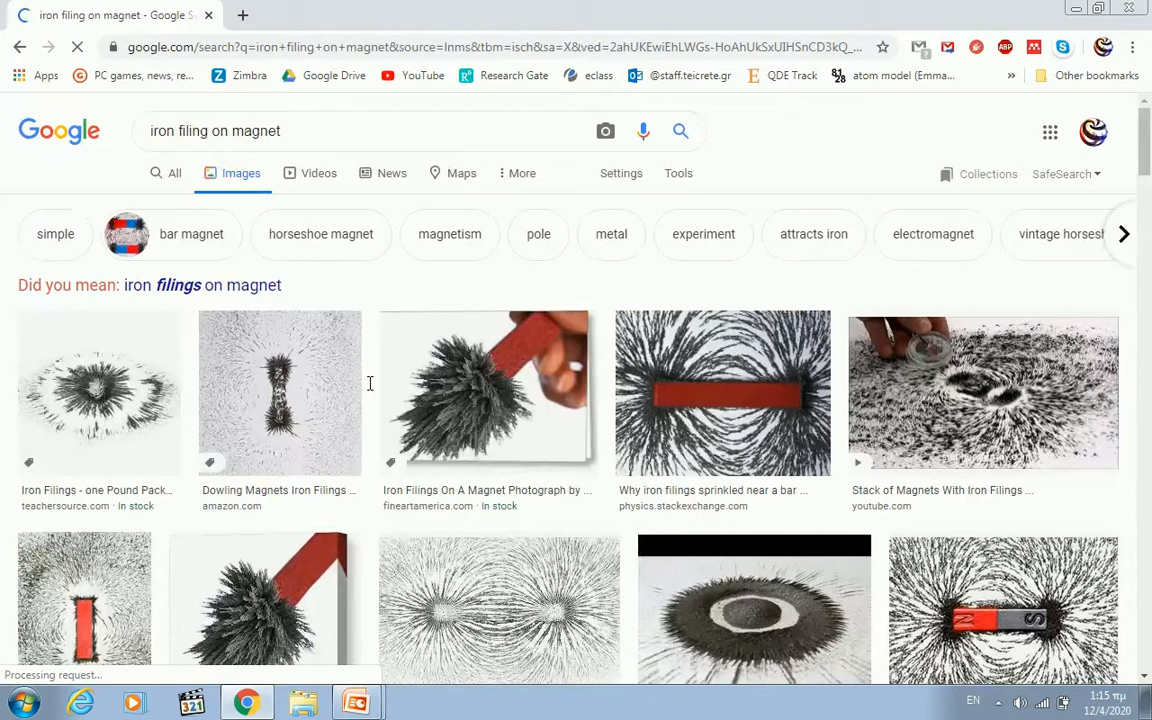 iron filing on magnet - Google S
google.com/search?q=iron+filing+on+magnet&source=lnms&tbm=isch&sa=X&ved=2ahUKEwiEhLWGs-HoAhUkSxUIHSnCD3kQ_...
Apps PC games, news, re... Zimbra Google Drive YouTube Research Gate eclass @staff.teicrete.gr QDE Track atom model (Emma... » Other bookmarks
Google iron filing on magnet
All Images Videos News Maps More Settings Tools Collections SafeSearch
simple bar magnet horseshoe magnet magnetism pole metal experiment attracts iron electromagnet vintage horsesh
Did you mean: iron filings on magnet
Iron Filings - one Pound Pack... Dowling Magnets Iron Filings ... Iron Filings On A Magnet Photograph by ... Why iron filings sprinkled near a bar ... Stack of Magnets With Iron Filings ...
teachersource.com · In stock amazon.com fineartamerica.com · In stock physics.stackexchange.com youtube.com
N S
Processing request...
321 EN 1:15 πμ
12/4/2020